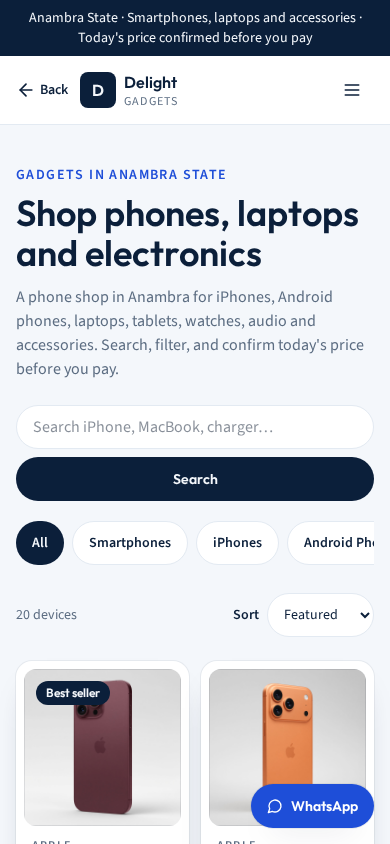 Anambra State · Smartphones, laptops and accessories ·
Today's price confirmed before you pay
Back
D
Delight
GADGETS
GADGETS IN ANAMBRA STATE
Shop phones, laptops
and electronics
A phone shop in Anambra for iPhones, Android
phones, laptops, tablets, watches, audio and
accessories. Search, filter, and confirm today's price
before you pay.
Search iPhone, MacBook, charger…
Search
All
Smartphones
iPhones
Android Pho
20 devices
Sort
Featured
Best seller
WhatsApp
APPLE
APPLE